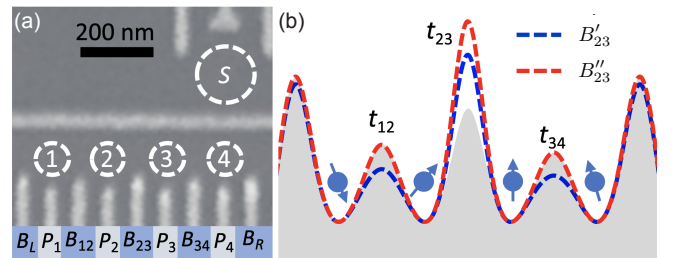 (a)
200 nm
S
1 2 3 4
B_L P_1 B_12 P_2 B_23 P_3 B_34 P_4 B_R
(b)
t_23
B′_23
B″_23
t_12
t_34